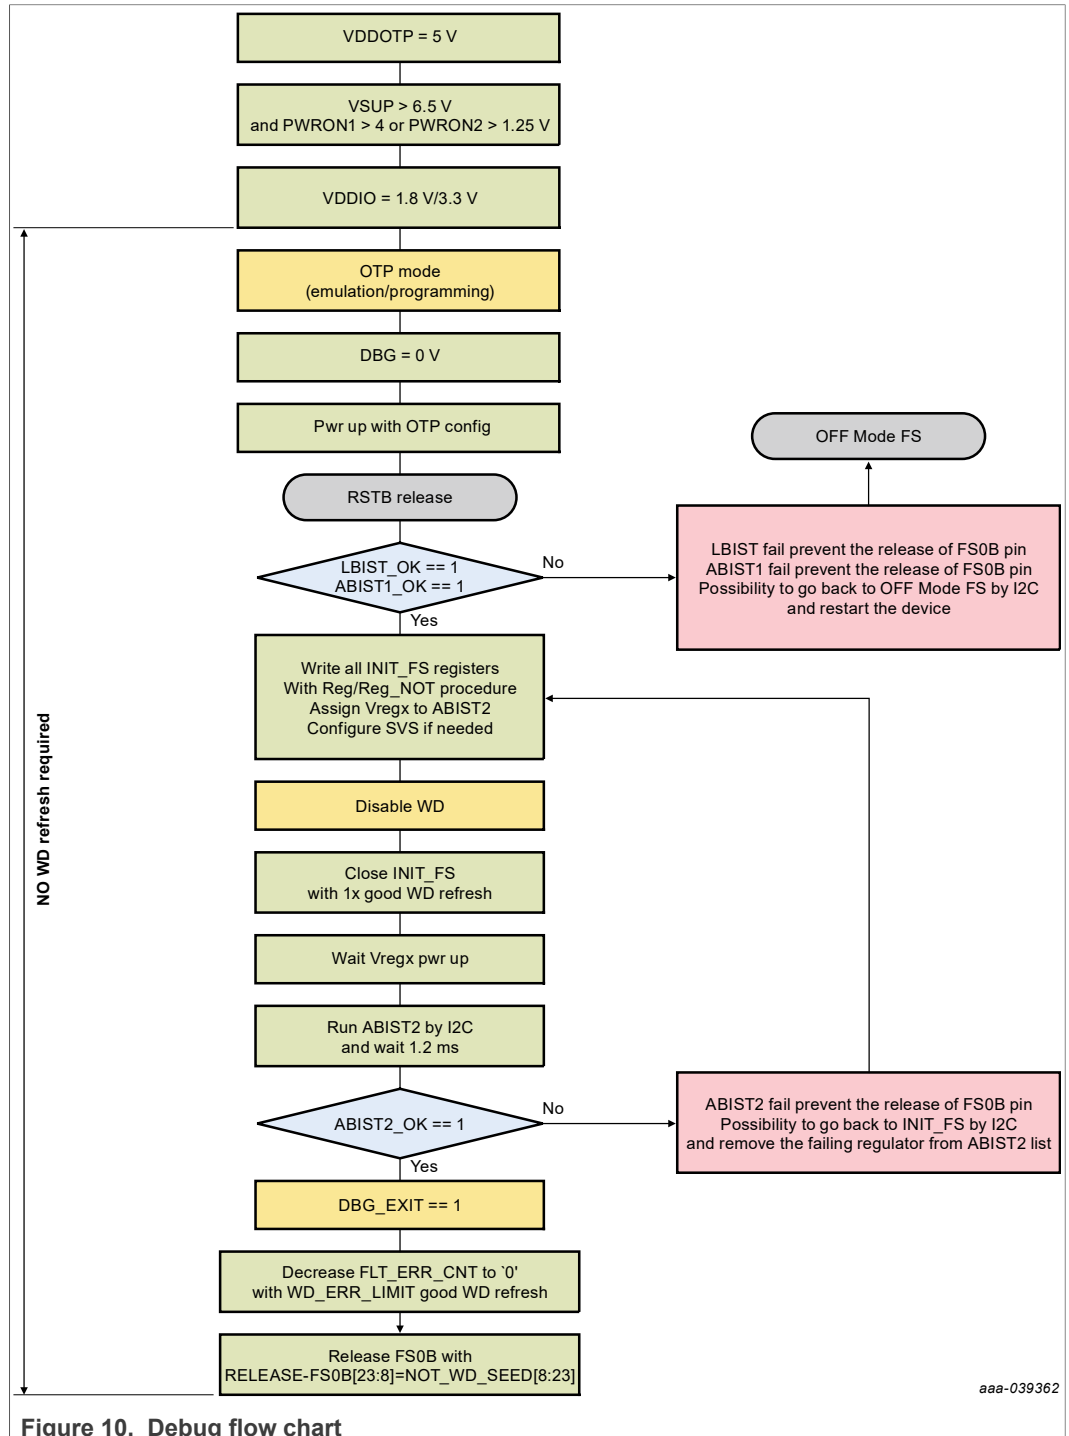 VDDOTP = 5 V
VSUP > 6.5 V
and PWRON1 > 4 or PWRON2 > 1.25 V
VDDIO = 1.8 V/3.3 V
OTP mode
(emulation/programming)
DBG = 0 V
Pwr up with OTP config
OFF Mode FS
RSTB release
LBIST_OK == 1
ABIST1_OK == 1
No
Yes
LBIST fail prevent the release of FS0B pin
ABIST1 fail prevent the release of FS0B pin
Possibility to go back to OFF Mode FS by I2C
and restart the device
Write all INIT_FS registers
With Reg/Reg_NOT procedure
Assign Vregx to ABIST2
Configure SVS if needed
NO WD refresh required
Disable WD
Close INIT_FS
with 1x good WD refresh
Wait Vregx pwr up
Run ABIST2 by I2C
and wait 1.2 ms
ABIST2_OK == 1
No
Yes
ABIST2 fail prevent the release of FS0B pin
Possibility to go back to INIT_FS by I2C
and remove the failing regulator from ABIST2 list
DBG_EXIT == 1
Decrease FLT_ERR_CNT to `0'
with WD_ERR_LIMIT good WD refresh
Release FS0B with
RELEASE-FS0B[23:8]=NOT_WD_SEED[8:23]
aaa-039362
Figure 10. Debug flow chart